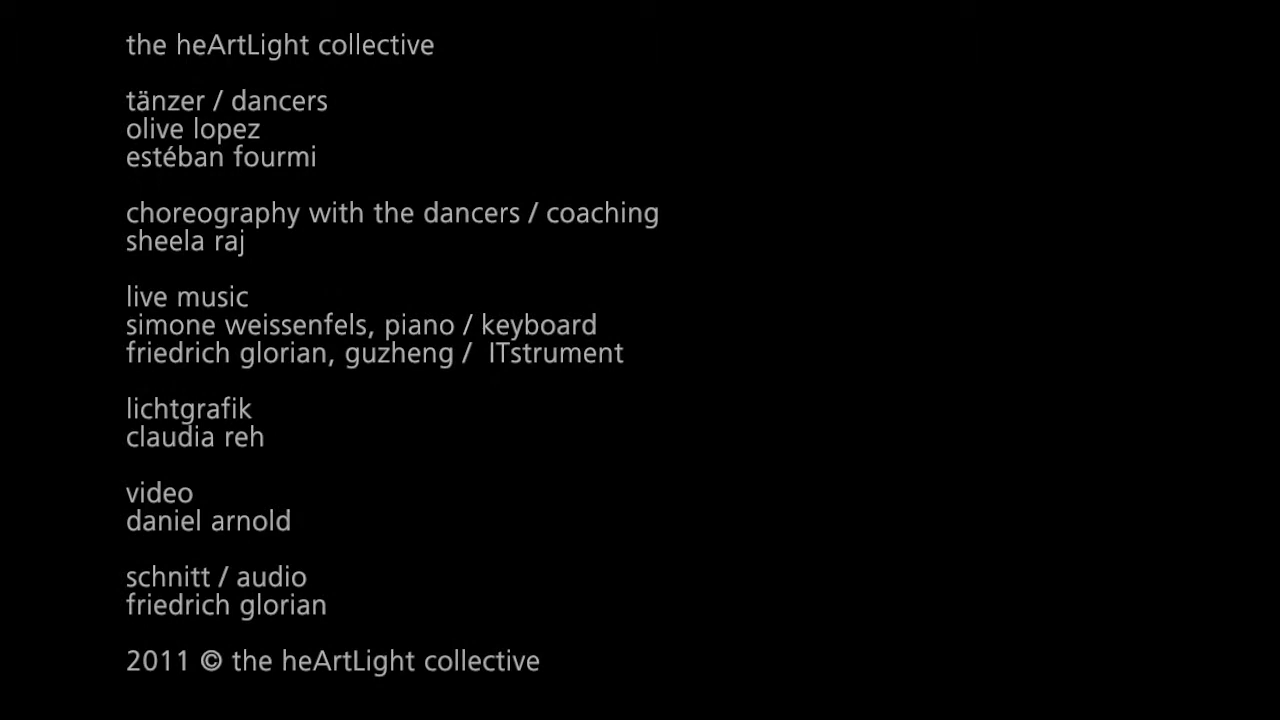 the heArtLight collective
tänzer / dancers
olive lopez
estéban fourmi
choreography with the dancers / coaching
sheela raj
live music
simone weissenfels, piano / keyboard
friedrich glorian, guzheng /  ITstrument
lichtgrafik
claudia reh
video
daniel arnold
schnitt / audio
friedrich glorian
2011 © the heArtLight collective